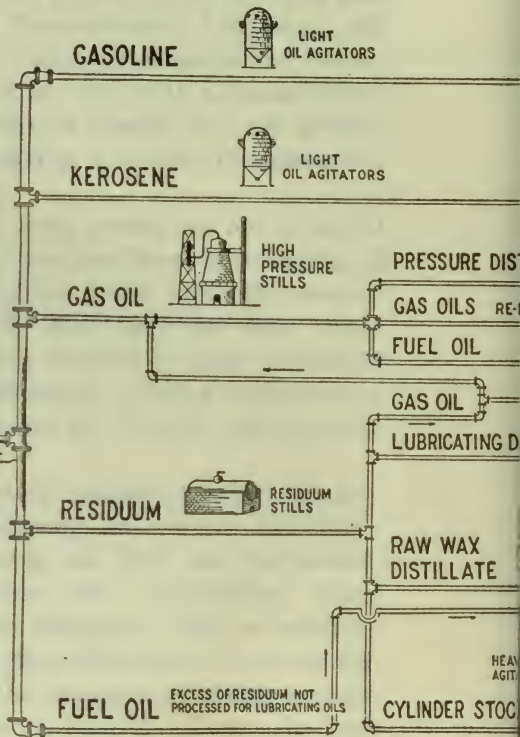 GASOLINE
LIGHT
OIL AGITATORS
KEROSENE
LIGHT
OIL AGITATORS
GAS OIL
HIGH
PRESSURE
STILLS
PRESSURE
GAS OILS
FUEL OIL
GAS OIL
LUBRICATING
RESIDUUM
RESIDUUM
STILLS
RAW WAX
DISTILLATE
FUEL OIL
EXCESS OF RESIDUUM NOT
PROCESSED FOR LUBRICATING OILS
CYLINDER